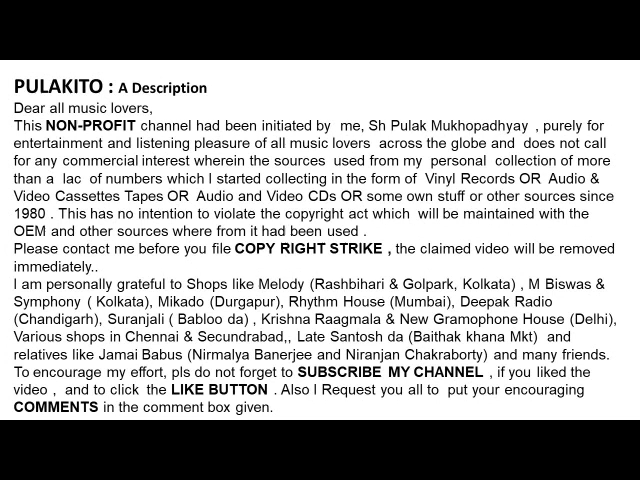 PULAKITO : A Description
Dear all music lovers,
This NON-PROFIT channel had been initiated by me, Sh Pulak Mukhopadhyay , purely for
entertainment and listening pleasure of all music lovers across the globe and does not call
for any commercial interest wherein the sources used from my personal collection of more
than a lac of numbers which I started collecting in the form of Vinyl Records OR Audio &
Video Cassettes Tapes OR Audio and Video CDs OR some own stuff or other sources since
1980 . This has no intention to violate the copyright act which will be maintained with the
OEM and other sources where from it had been used .
Please contact me before you file COPY RIGHT STRIKE , the claimed video will be removed
immediately..
I am personally grateful to Shops like Melody (Rashbihari & Golpark, Kolkata) , M Biswas &
Symphony ( Kolkata), Mikado (Durgapur), Rhythm House (Mumbai), Deepak Radio
(Chandigarh), Suranjali ( Babloo da) , Krishna Raagmala & New Gramophone House (Delhi),
Various shops in Chennai & Secundrabad,, Late Santosh da (Baithak khana Mkt) and
relatives like Jamai Babus (Nirmalya Banerjee and Niranjan Chakraborty) and many friends.
To encourage my effort, pls do not forget to SUBSCRIBE MY CHANNEL , if you liked the
video , and to click the LIKE BUTTON . Also I Request you all to put your encouraging
COMMENTS in the comment box given.